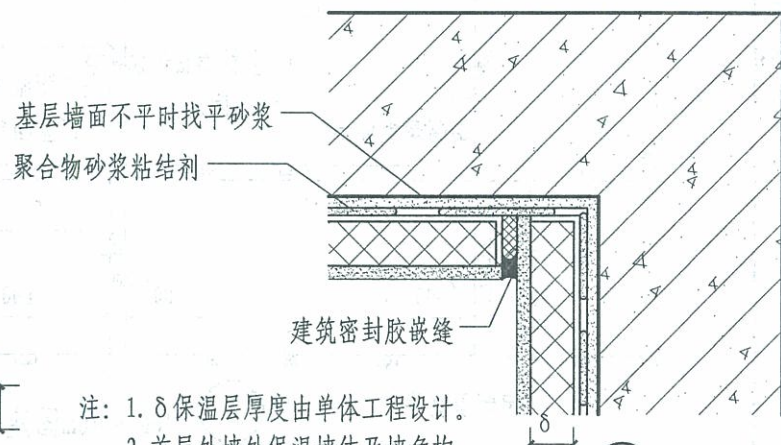 基层墙面不平时找平砂浆
聚合物砂浆粘结剂
建筑密封胶嵌缝
注: 1. δ保温层厚度由单体工程设计。
δ